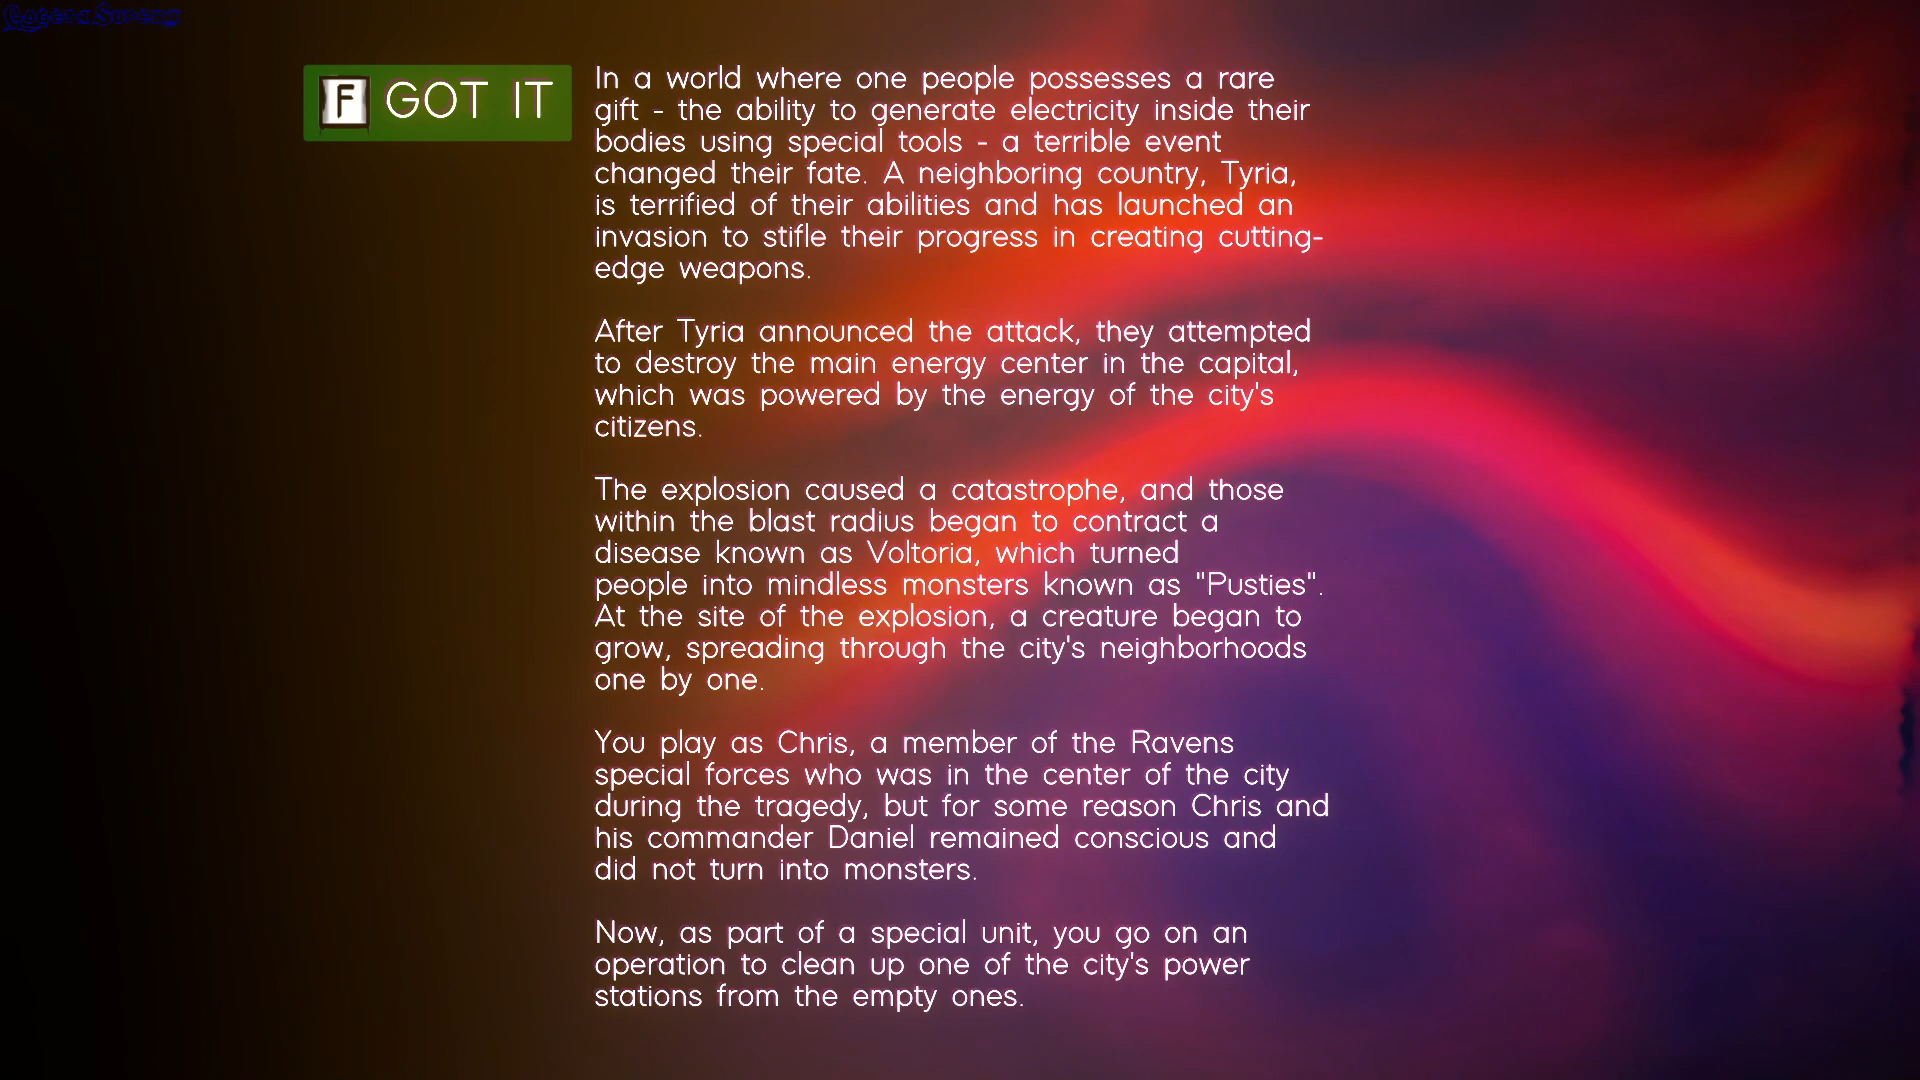 F GOT IT
In a world where one people possesses a rare
gift - the ability to generate electricity inside their
bodies using special tools - a terrible event
changed their fate. A neighboring country, Tyria,
is terrified of their abilities and has launched an
invasion to stifle their progress in creating cutting-
edge weapons.
After Tyria announced the attack, they attempted
to destroy the main energy center in the capital,
which was powered by the energy of the city's
citizens.
The explosion caused a catastrophe, and those
within the blast radius began to contract a
disease known as Voltoria, which turned
people into mindless monsters known as "Pusties".
At the site of the explosion, a creature began to
grow, spreading through the city's neighborhoods
one by one.
You play as Chris, a member of the Ravens
special forces who was in the center of the city
during the tragedy, but for some reason Chris and
his commander Daniel remained conscious and
did not turn into monsters.
Now, as part of a special unit, you go on an
operation to clean up one of the city's power
stations from the empty ones.